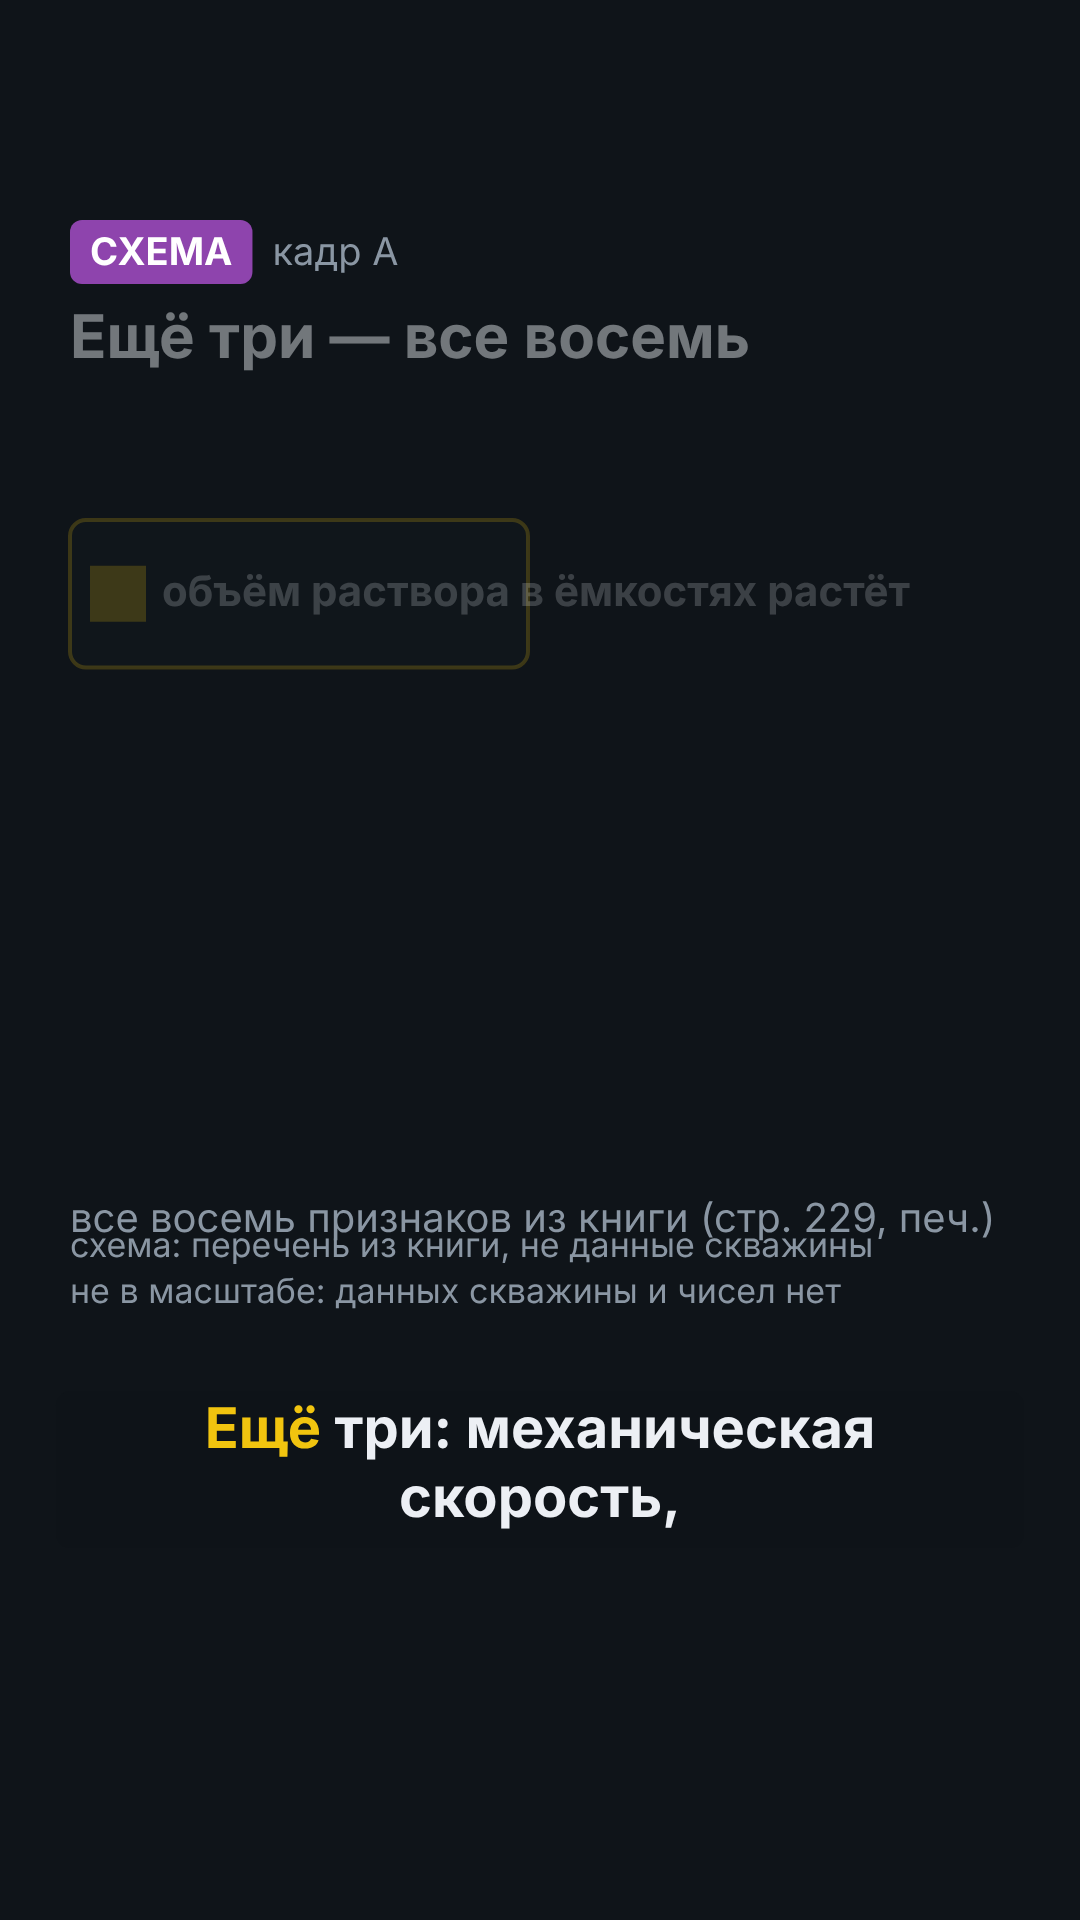 СХЕМА кадр А
Ещё три — все восемь
объём раствора в ёмкостях растёт
все восемь признаков из книги (стр. 229, печ.)
схема: перечень из книги, не данные скважины
не в масштабе: данных скважины и чисел нет
Ещё три: механическая
скорость,